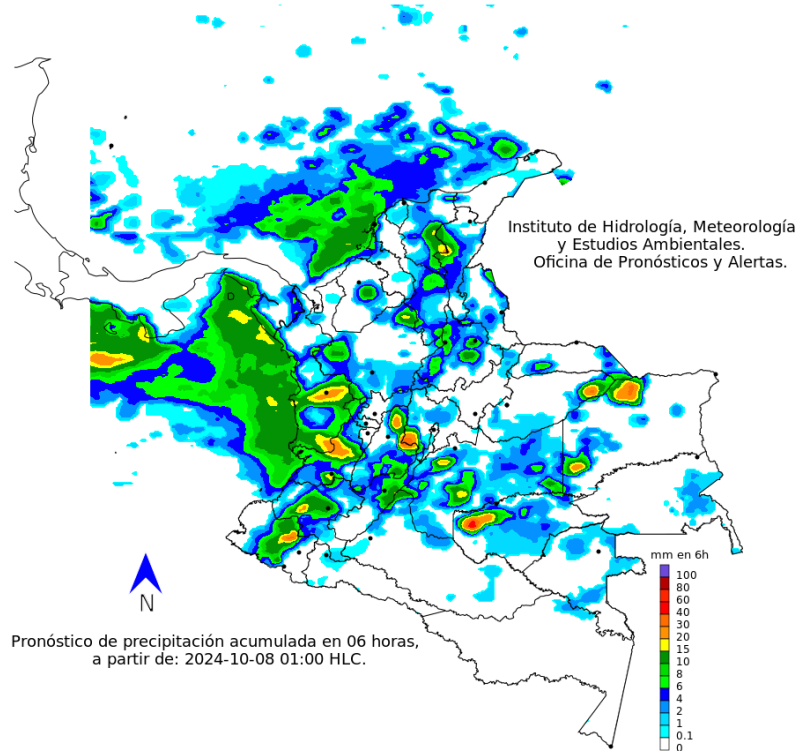 Instituto de Hidrología, Meteorología
y Estudios Ambientales.
Oficina de Pronósticos y Alertas.
mm en 6h
100
80
60
40
30
20
15
10
8
6
4
2
1
0.1
0
N
Pronóstico de precipitación acumulada en 06 horas,
a partir de: 2024-10-08 01:00 HLC.